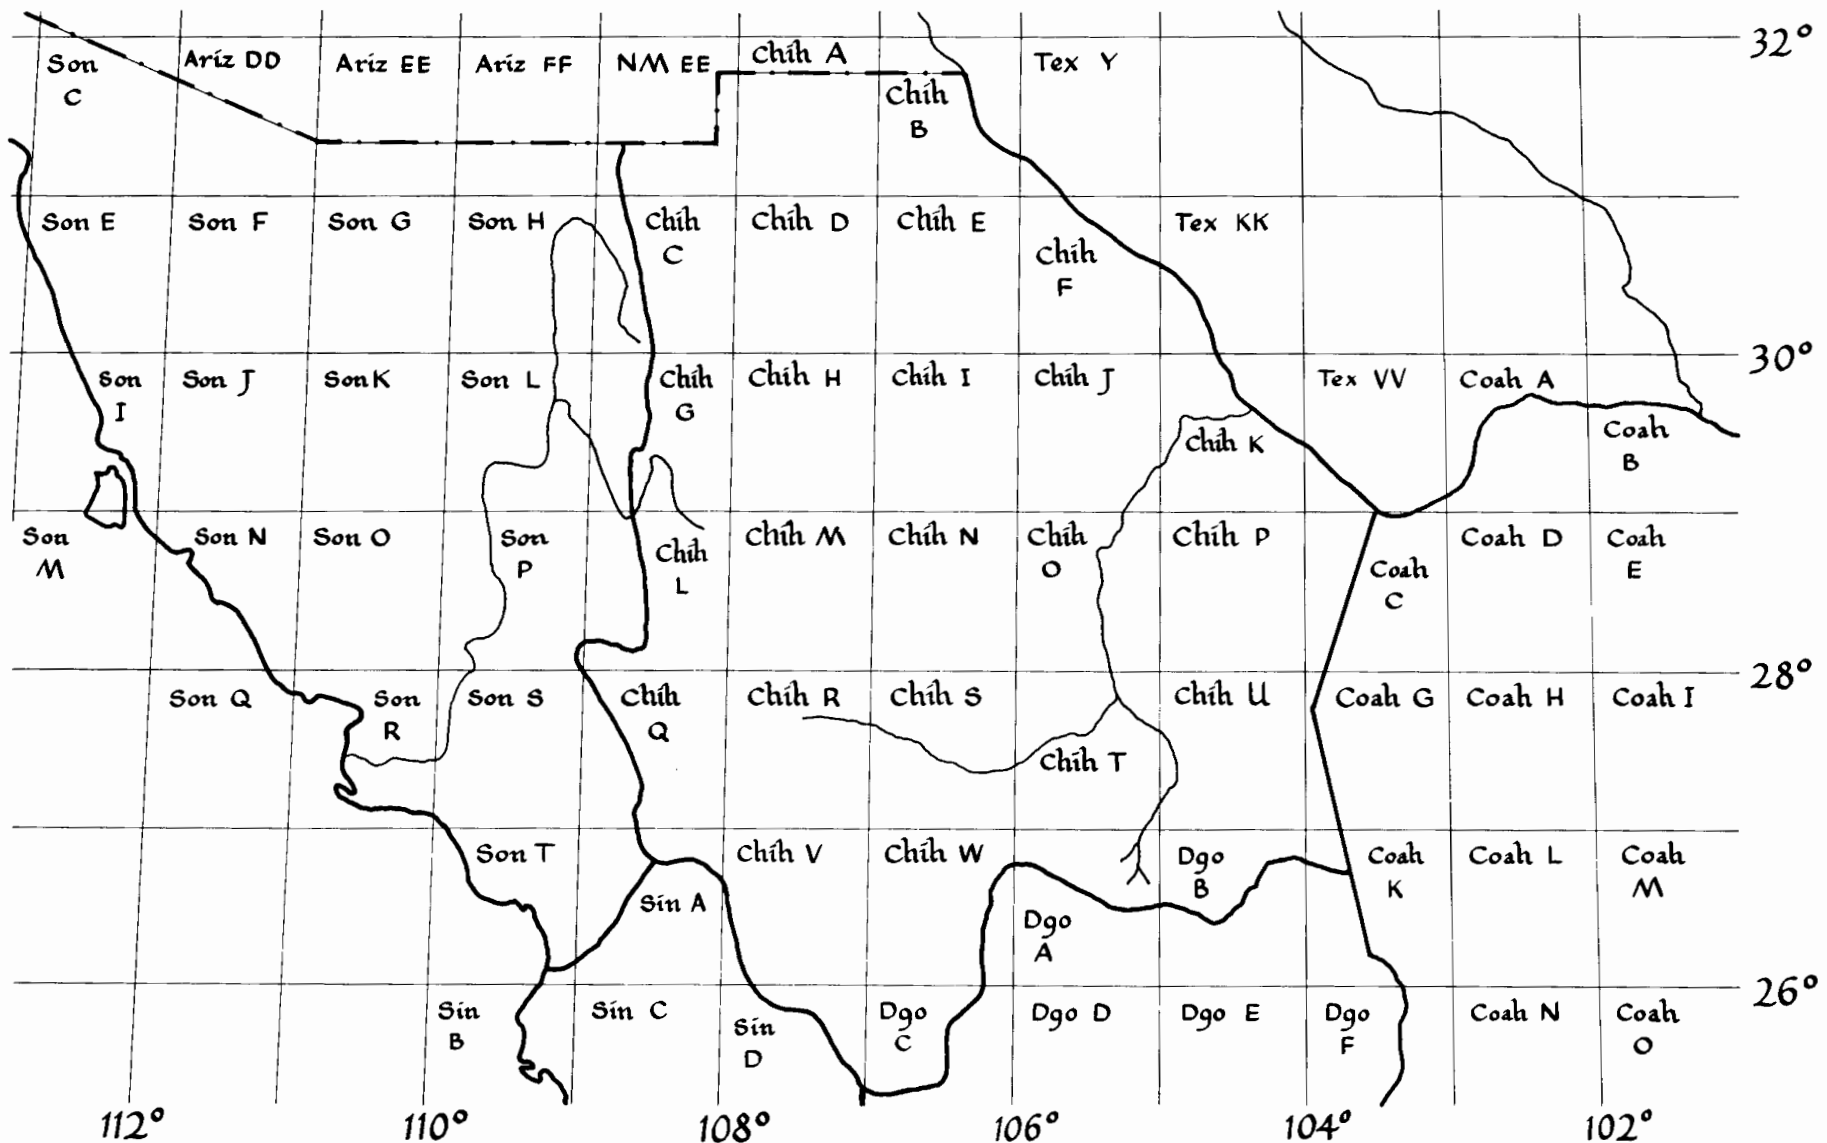 32°
Son
C
Ariz DD
Ariz EE
Ariz FF
NM EE
Chih A
Chih
B
Tex Y
Son E
Son F
Son G
Son H
Chih
C
Chih D
Chih E
Chih
F
Tex KK
30°
Son
I
Son J
Son K
Son L
Chih
G
Chih H
Chih I
Chih J
Chih K
Tex VV
Coah A
Coah
B
Son
M
Son N
Son O
Son
P
Chih
L
Chih M
Chih N
Chih
O
Chih P
Coah
C
Coah D
Coah
E
28°
Son Q
Son
R
Son S
Chih
Q
Chih R
Chih S
Chih T
Chih U
Coah G
Coah H
Coah I
Son T
Sin A
Chih V
Chih W
Dgo
A
Dgo
B
Coah
K
Coah L
Coah
M
26°
Sin
B
Sin C
Sin
D
Dgo
C
Dgo D
Dgo E
Dgo
F
Coah N
Coah
O
112°
110°
108°
106°
104°
102°